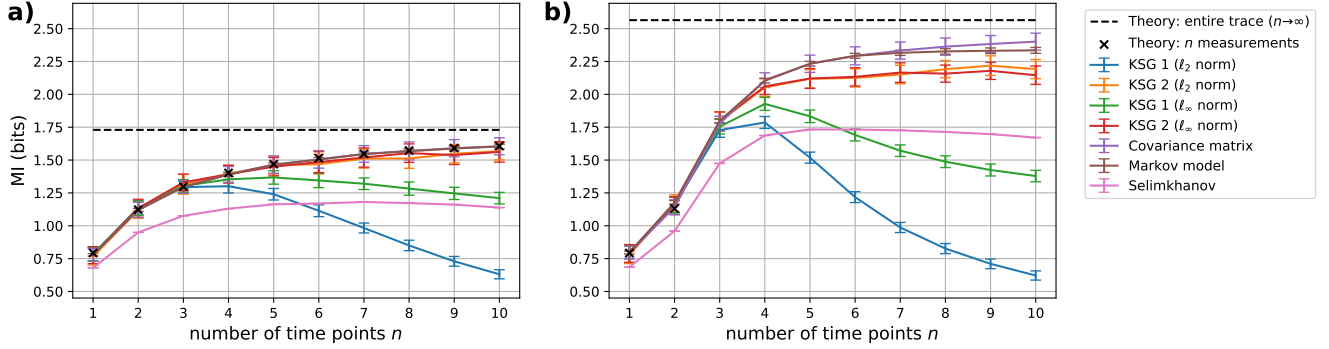 a)
MI (bits)
2.50
2.25
2.00
1.75
1.50
1.25
1.00
0.75
0.50
1 2 3 4 5 6 7 8 9 10
number of time points n
b)
2.50
2.25
2.00
1.75
1.50
1.25
1.00
0.75
0.50
1 2 3 4 5 6 7 8 9 10
number of time points n
Theory: entire trace (n→∞)
Theory: n measurements
KSG 1 (ℓ₂ norm)
KSG 2 (ℓ₂ norm)
KSG 1 (ℓ∞ norm)
KSG 2 (ℓ∞ norm)
Covariance matrix
Markov model
Selimkhanov